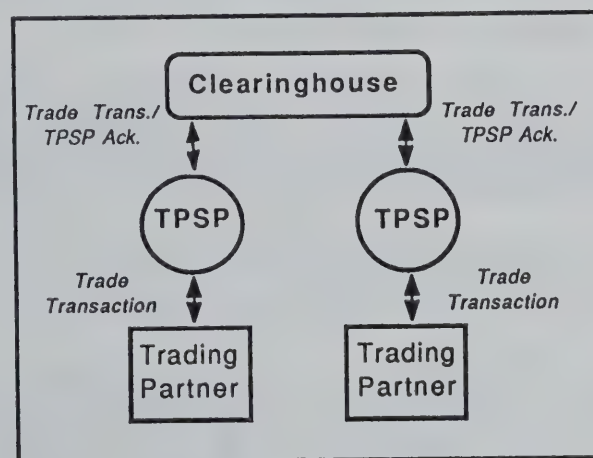 Clearinghouse
Trade Trans./
TPSP Ack.
Trade Trans./
TPSP Ack.
TPSP
TPSP
Trade
Transaction
Trade
Transaction
Trading
Partner
Trading
Partner